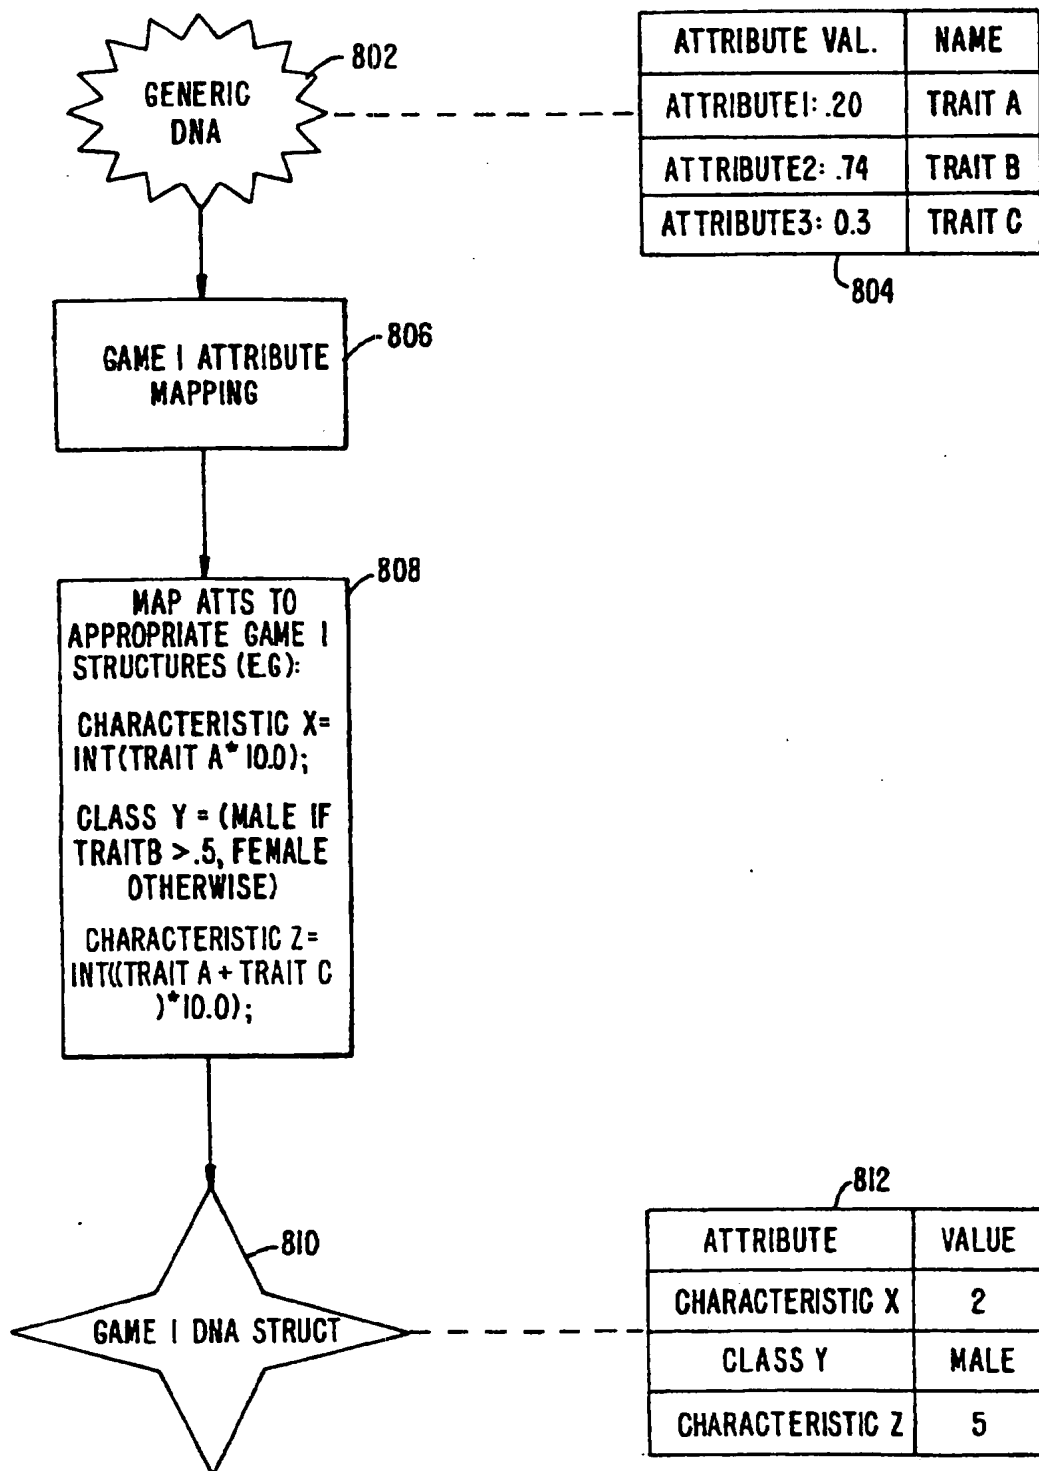 802
GENERIC
DNA
ATTRIBUTE VAL. NAME
ATTRIBUTE1: .20 TRAIT A
ATTRIBUTE2: .74 TRAIT B
ATTRIBUTE3: 0.3 TRAIT C
804
806
GAME 1 ATTRIBUTE
MAPPING
808
MAP ATTS TO
APPROPRIATE GAME 1
STRUCTURES (E.G):
CHARACTERISTIC X=
INT(TRAIT A* 10.0);
CLASS Y = (MALE IF
TRAITB >.5, FEMALE
OTHERWISE)
CHARACTERISTIC Z=
INT((TRAIT A + TRAIT C
)*10.0);
810
GAME 1 DNA STRUCT
812
ATTRIBUTE VALUE
CHARACTERISTIC X 2
CLASS Y MALE
CHARACTERISTIC Z 5